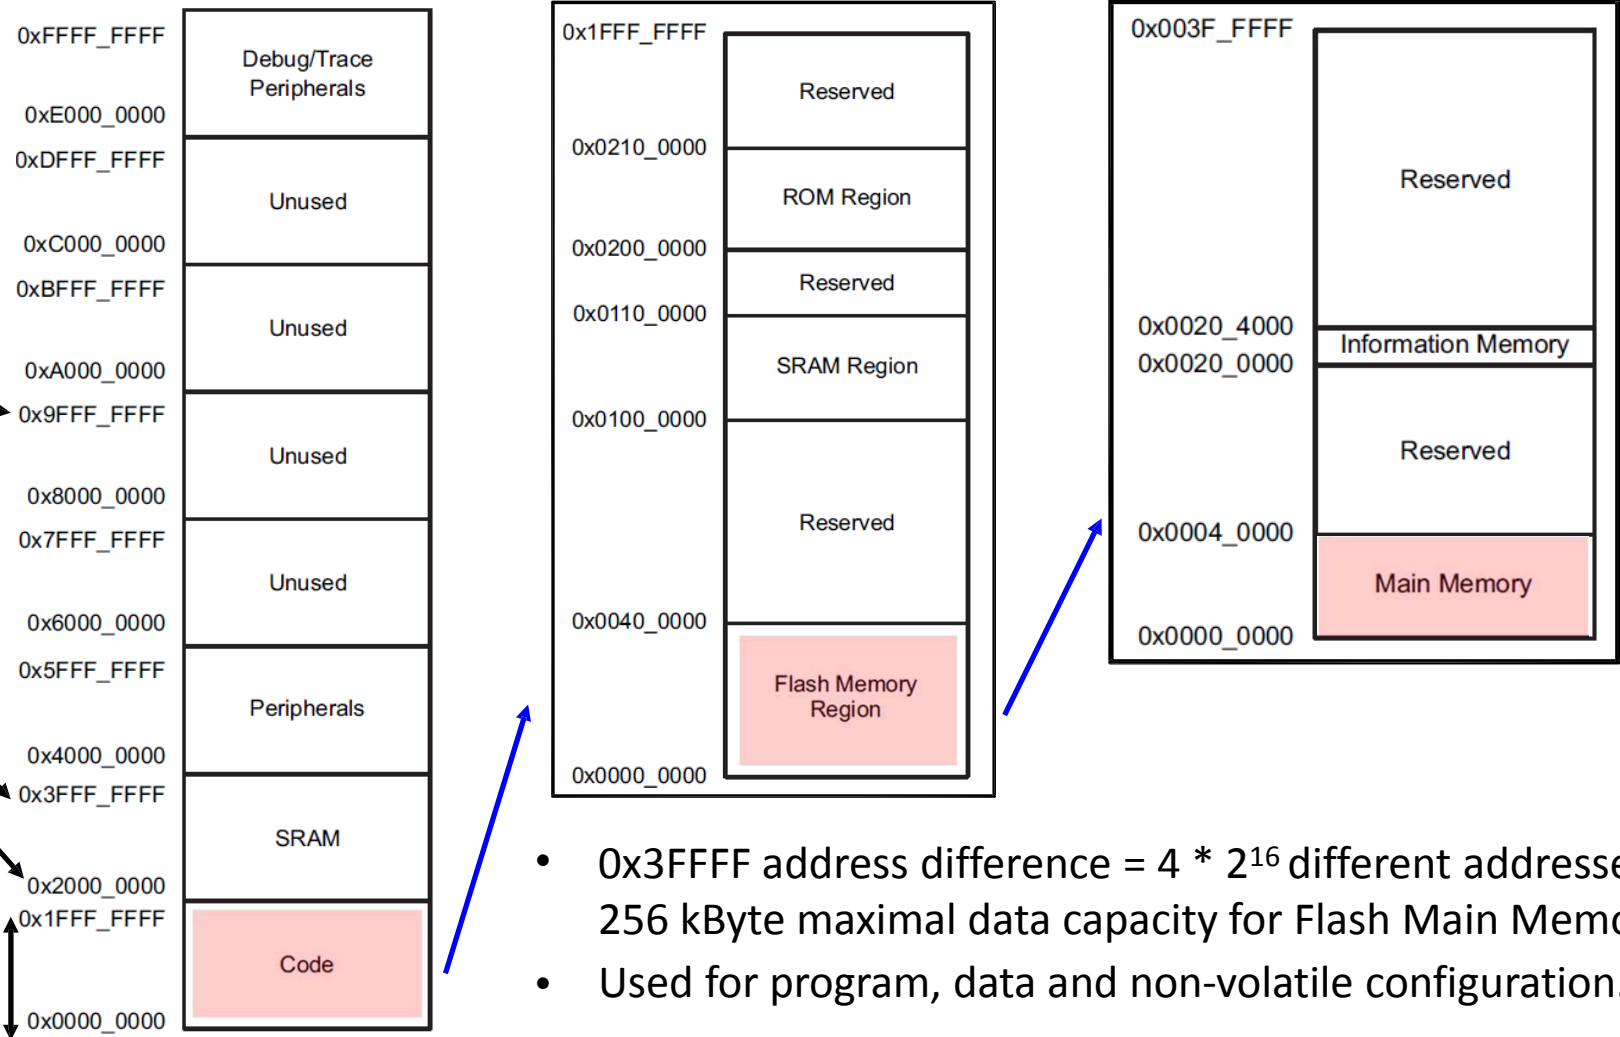 0xFFFF_FFFF
Debug/Trace
Peripherals
0xE000_0000
0xDFFF_FFFF
Unused
0xC000_0000
0xBFFF_FFFF
Unused
0xA000_0000
0x9FFF_FFFF
Unused
0x8000_0000
0x7FFF_FFFF
Unused
0x6000_0000
0x5FFF_FFFF
Peripherals
0x4000_0000
0x3FFF_FFFF
SRAM
0x2000_0000
0x1FFF_FFFF
Code
0x0000_0000
0x1FFF_FFFF
Reserved
0x0210_0000
ROM Region
0x0200_0000
Reserved
0x0110_0000
SRAM Region
0x0100_0000
Reserved
0x0040_0000
Flash Memory
Region
0x0000_0000
0x003F_FFFF
Reserved
0x0020_4000
Information Memory
0x0020_0000
Reserved
0x0004_0000
Main Memory
0x0000_0000
• 0x3FFFF address difference = 4 * 2¹⁶ different
256 kByte maximal data capacity for Flash Main
• Used for program, data and non-volatile configuration.